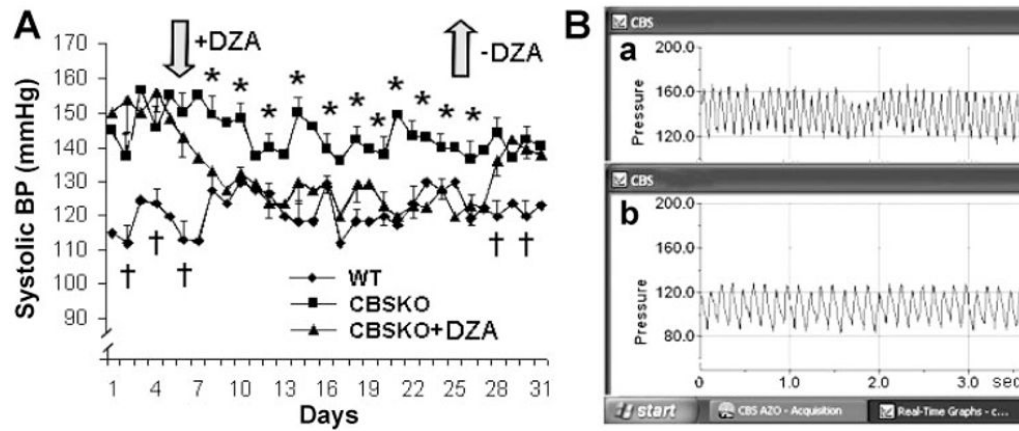 A
Systolic BP (mmHg)
170
160
150
140
130
120
110
100
90
+DZA
-DZA
* * * * * * * * * * *
† † † † †
WT
CBSKO
CBSKO+DZA
1 4 6 7 10 13 14 16 19 22 25 28 31
Days
B
CBS
a
Pressure
200.0
160.0
120.0
CBS
b
Pressure
200.0
160.0
120.0
80.0
0 1.0 2.0 3.0 sec
start
CBS AZO - Acquisition
Real-Time Graphs - c...